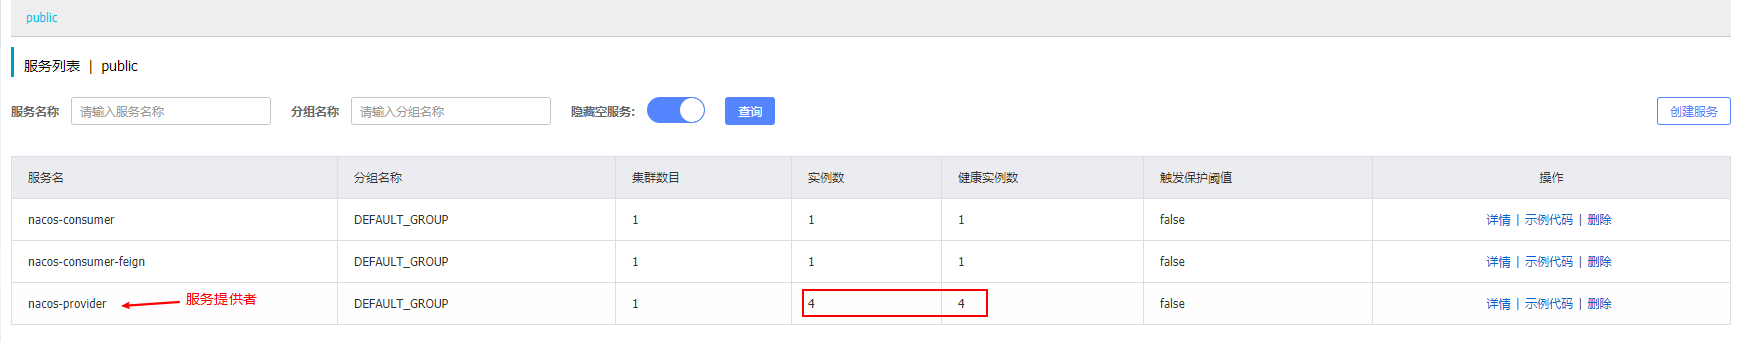 public
服务列表 | public
服务名称 请输入服务名称 分组名称 请输入分组名称 隐藏空服务: 查询 创建服务
服务名 分组名称 集群数目 实例数 健康实例数 触发保护阈值 操作
nacos-consumer DEFAULT_GROUP 1 1 1 false 详情 | 示例代码 | 删除
nacos-consumer-feign DEFAULT_GROUP 1 1 1 false 详情 | 示例代码 | 删除
nacos-provider 服务提供者 DEFAULT_GROUP 1 4 4 false 详情 | 示例代码 | 删除